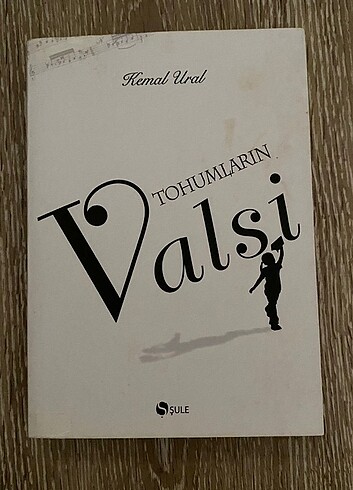 Kemal Ural
TOHUMLARIN
Valsi
ŞULE